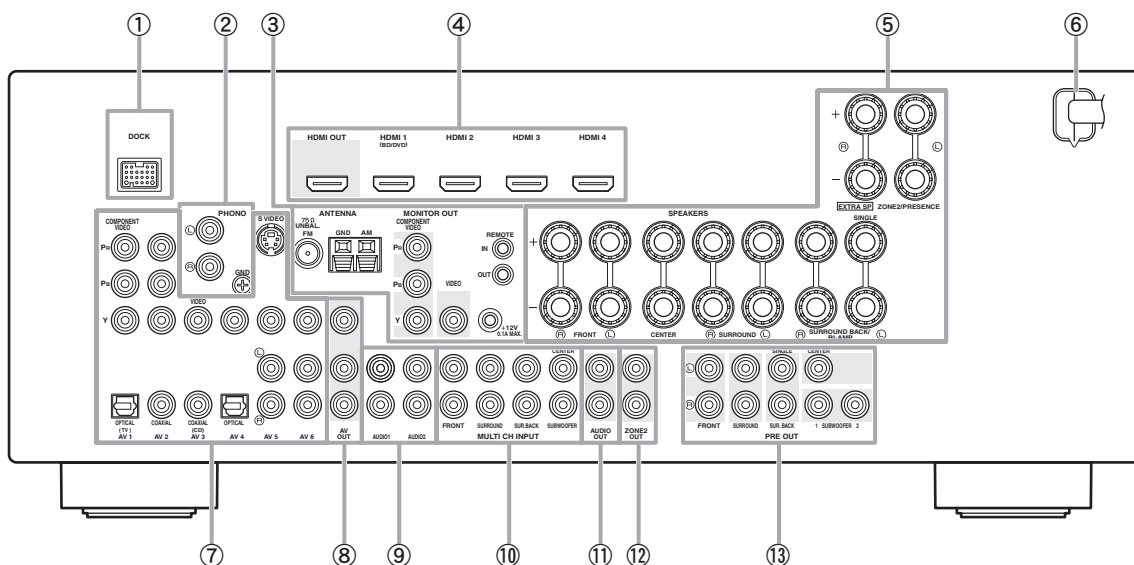 ① ② ③ ④ ⑤ ⑥
DOCK
HDMI OUT HDMI 1 HDMI 2 HDMI 3 HDMI 4
(BD/DVD)
+
Ⓡ Ⓛ
−
EXTRA SP ZONE2/PRESENCE
PHONO
Ⓛ
Ⓡ
GND
S VIDEO
ANTENNA
75Ω
UNBAL.
FM
GND AM
MONITOR OUT
COMPONENT
VIDEO
PR
PB
Y
VIDEO
REMOTE
IN
OUT
+12V
0.1A MAX.
SPEAKERS
SINGLE
+
−
Ⓡ FRONT Ⓛ CENTER Ⓡ SURROUND Ⓛ Ⓡ SURROUND BACK/ Ⓛ
BI-AMP
COMPONENT
VIDEO
PR
PB
Y
VIDEO
Ⓛ
Ⓡ
OPTICAL COAXIAL COAXIAL OPTICAL
(TV) (CD)
AV 1 AV 2 AV 3 AV 4 AV 5 AV 6
AV
OUT
AUDIO1 AUDIO2
CENTER
FRONT SURROUND SUR.BACK SUBWOOFER
MULTI CH INPUT
AUDIO
OUT
ZONE2
OUT
SINGLE CENTER
Ⓛ
Ⓡ
FRONT SURROUND SUR. BACK 1 SUBWOOFER 2
PRE OUT
⑦ ⑧ ⑨ ⑩ ⑪ ⑫ ⑬